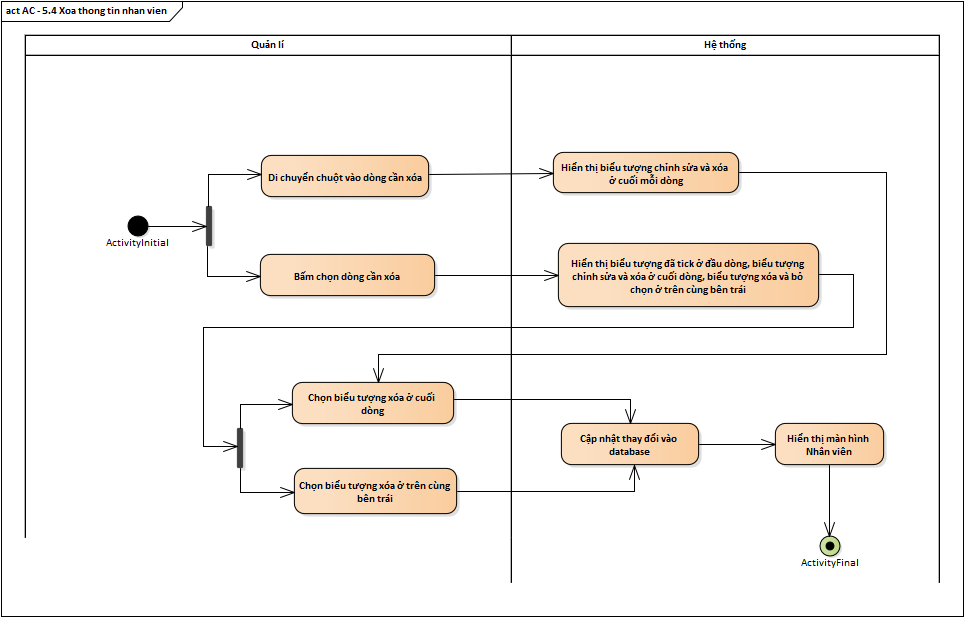 act AC - 5.4 Xoa thong tin nhan vien
Quản lí
Hệ thống
Di chuyển chuột vào dòng cần xóa
Hiển thị biểu tượng chỉnh sửa và xóa
ở cuối mỗi dòng
ActivityInitial
Bấm chọn dòng cần xóa
Hiển thị biểu tượng đã tick ở đầu dòng, biểu tượng
chỉnh sửa và xóa ở cuối dòng, biểu tượng xóa và bỏ
chọn ở trên cùng bên trái
Chọn biểu tượng xóa ở cuối
dòng
Cập nhật thay đổi vào
database
Hiển thị màn hình
Nhân viên
Chọn biểu tượng xóa ở trên cùng
bên trái
ActivityFinal